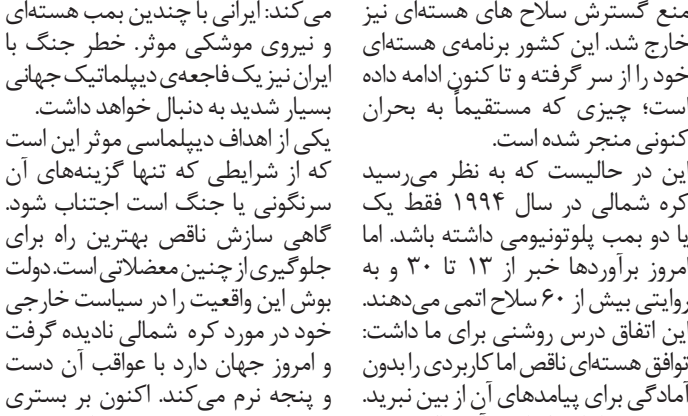 منع گسترش سلاح های هسته‌ای نیز
خارج شد. این کشور برنامه‌ی هسته‌ای
خود را از سر گرفته و تا کنون ادامه داده
است؛ چیزی که مستقیماً به بحران
کنونی منجر شده است.
این در حالیست که به نظر می‌رسید
کره شمالی در سال ۱۹۹۴ فقط یک
یا دو بمب پلوتونیومی داشته باشد. اما
امروز برآوردها خبر از ۱۳ تا ۳۰ و به
روایتی بیش از ۶۰ سلاح اتمی می‌دهند.
این اتفاق درس روشنی برای ما داشت:
توافق هسته‌ای ناقص اما کاربردی را بدون
آمادگی برای پیامدهای آن از بین نبرید.
می‌کند: ایرانی با چندین بمب هسته‌ای
و نیروی موشکی موثر. خطر جنگ با
ایران نیز یک فاجعه‌ی دیپلماتیک جهانی
بسیار شدید به دنبال خواهد داشت.
یکی از اهداف دیپلماسی موثر این است
که از شرایطی که تنها گزینه‌های آن
سرنگونی یا جنگ است اجتناب شود.
گاهی سازش ناقص بهترین راه برای
جلوگیری از چنین معضلاتی است. دولت
بوش این واقعیت را در سیاست خارجی
خود در مورد کره شمالی نادیده گرفت
و امروز جهان دارد با عواقب آن دست
و پنجه نرم می‌کند. اکنون بر بستری